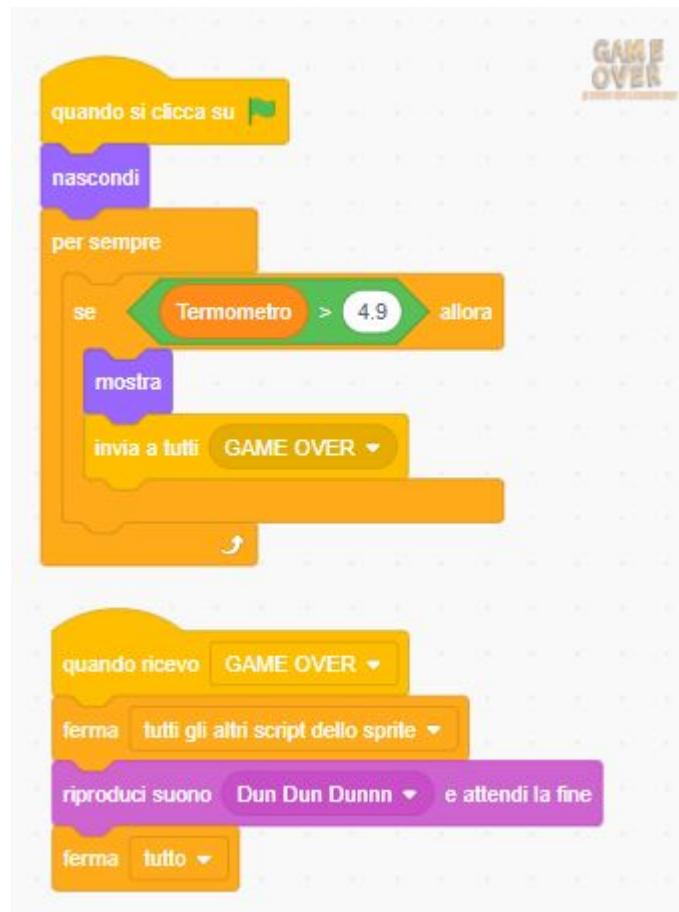 GAME
OVER
quando si clicca su
nascondi
per sempre
se Termometro > 4.9 allora
mostra
invia a tutti GAME OVER
quando ricevo GAME OVER
ferma tutti gli altri script dello sprite
riproduci suono Dun Dun Dunnn e attendi la fine
ferma tutto